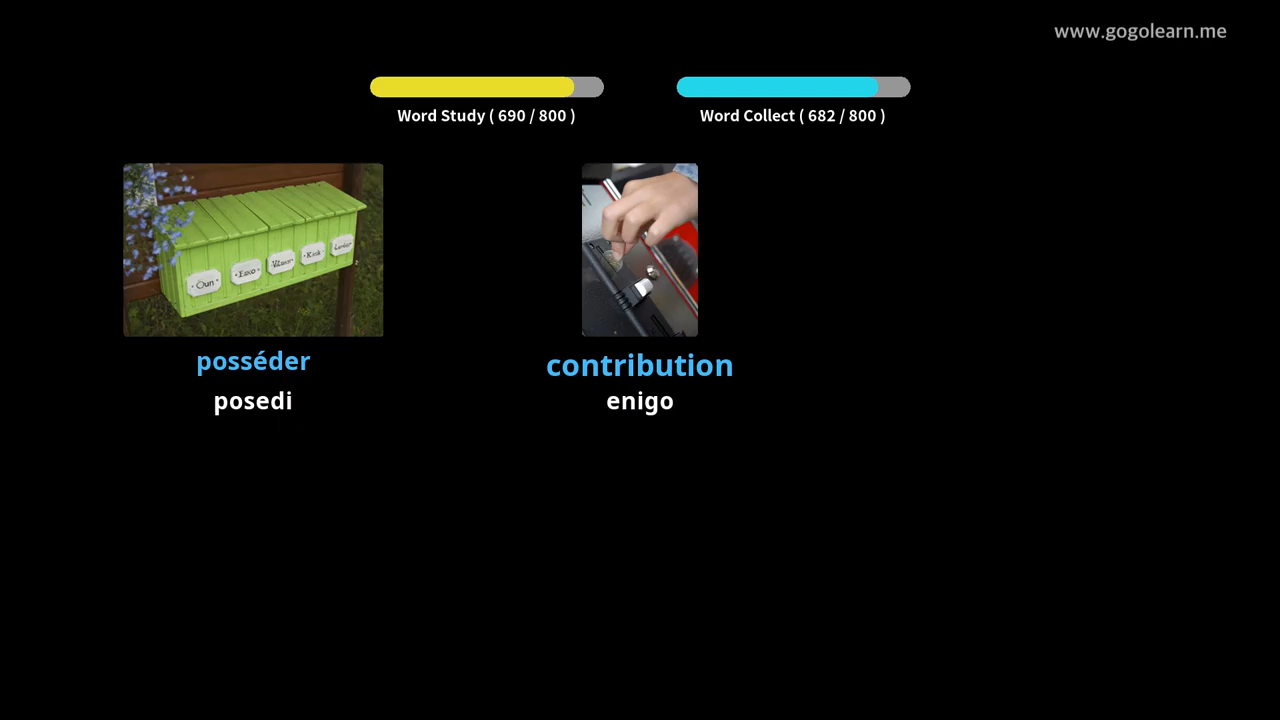 www.gogolearn.me
Word Study ( 690 / 800 )
Word Collect ( 682 / 800 )
posséder
posedi
contribution
enigo